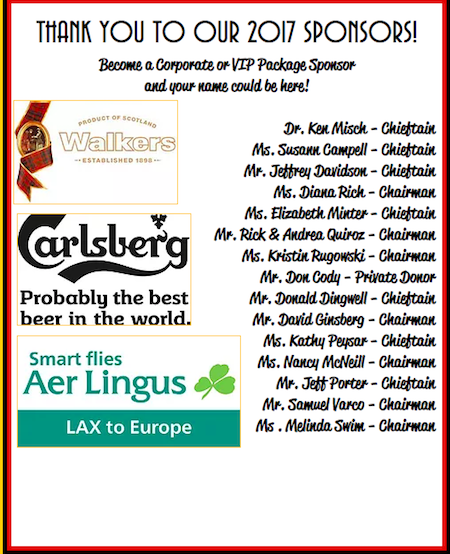 THANK YOU TO OUR 2017 SPONSORS!
Become a Corporate or VIP Package Sponsor
and your name could be here!
PRODUCT OF SCOTLAND
Walkers
ESTABLISHED 1898
Carlsberg
Probably the best
beer in the world.
Smart flies
Aer Lingus
LAX to Europe
Dr. Ken Misch - Chieftain
Ms. Susann Campell - Chieftain
Mr. Jeffrey Davidson - Chieftain
Ms. Diana Rich - Chairman
Ms. Elizabeth Minter - Chieftain
Mr. Rick & Andrea Quiroz - Chairman
Ms. Kristin Rugowski - Chairman
Mr. Don Cody - Private Donor
Mr. Donald Dingwell - Chieftain
Mr. David Ginsberg - Chairman
Ms. Kathy Peysar - Chieftain
Ms. Nancy McNeill - Chairman
Mr. Jeff Porter - Chieftain
Mr. Samuel Varco - Chairman
Ms . Melinda Swim - Chairman